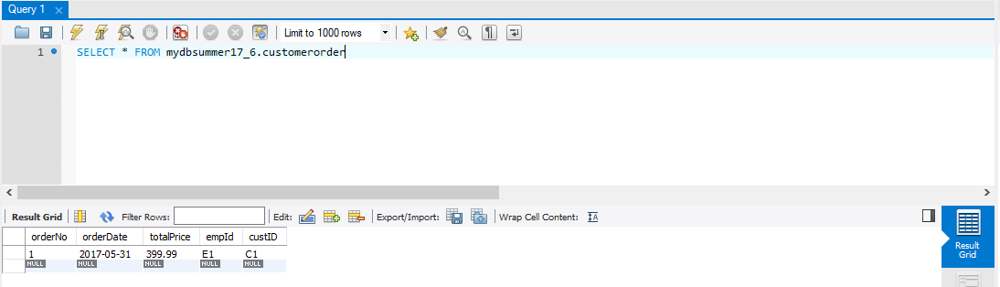 Query 1
Limit to 1000 rows
1 SELECT * FROM mydbsummer17_6.customerorder
Result Grid Filter Rows: Edit: Export/Import: Wrap Cell Content:
orderNo orderDate totalPrice empId custID
1 2017-05-31 399.99 E1 C1
NULL NULL NULL NULL NULL
Result
Grid